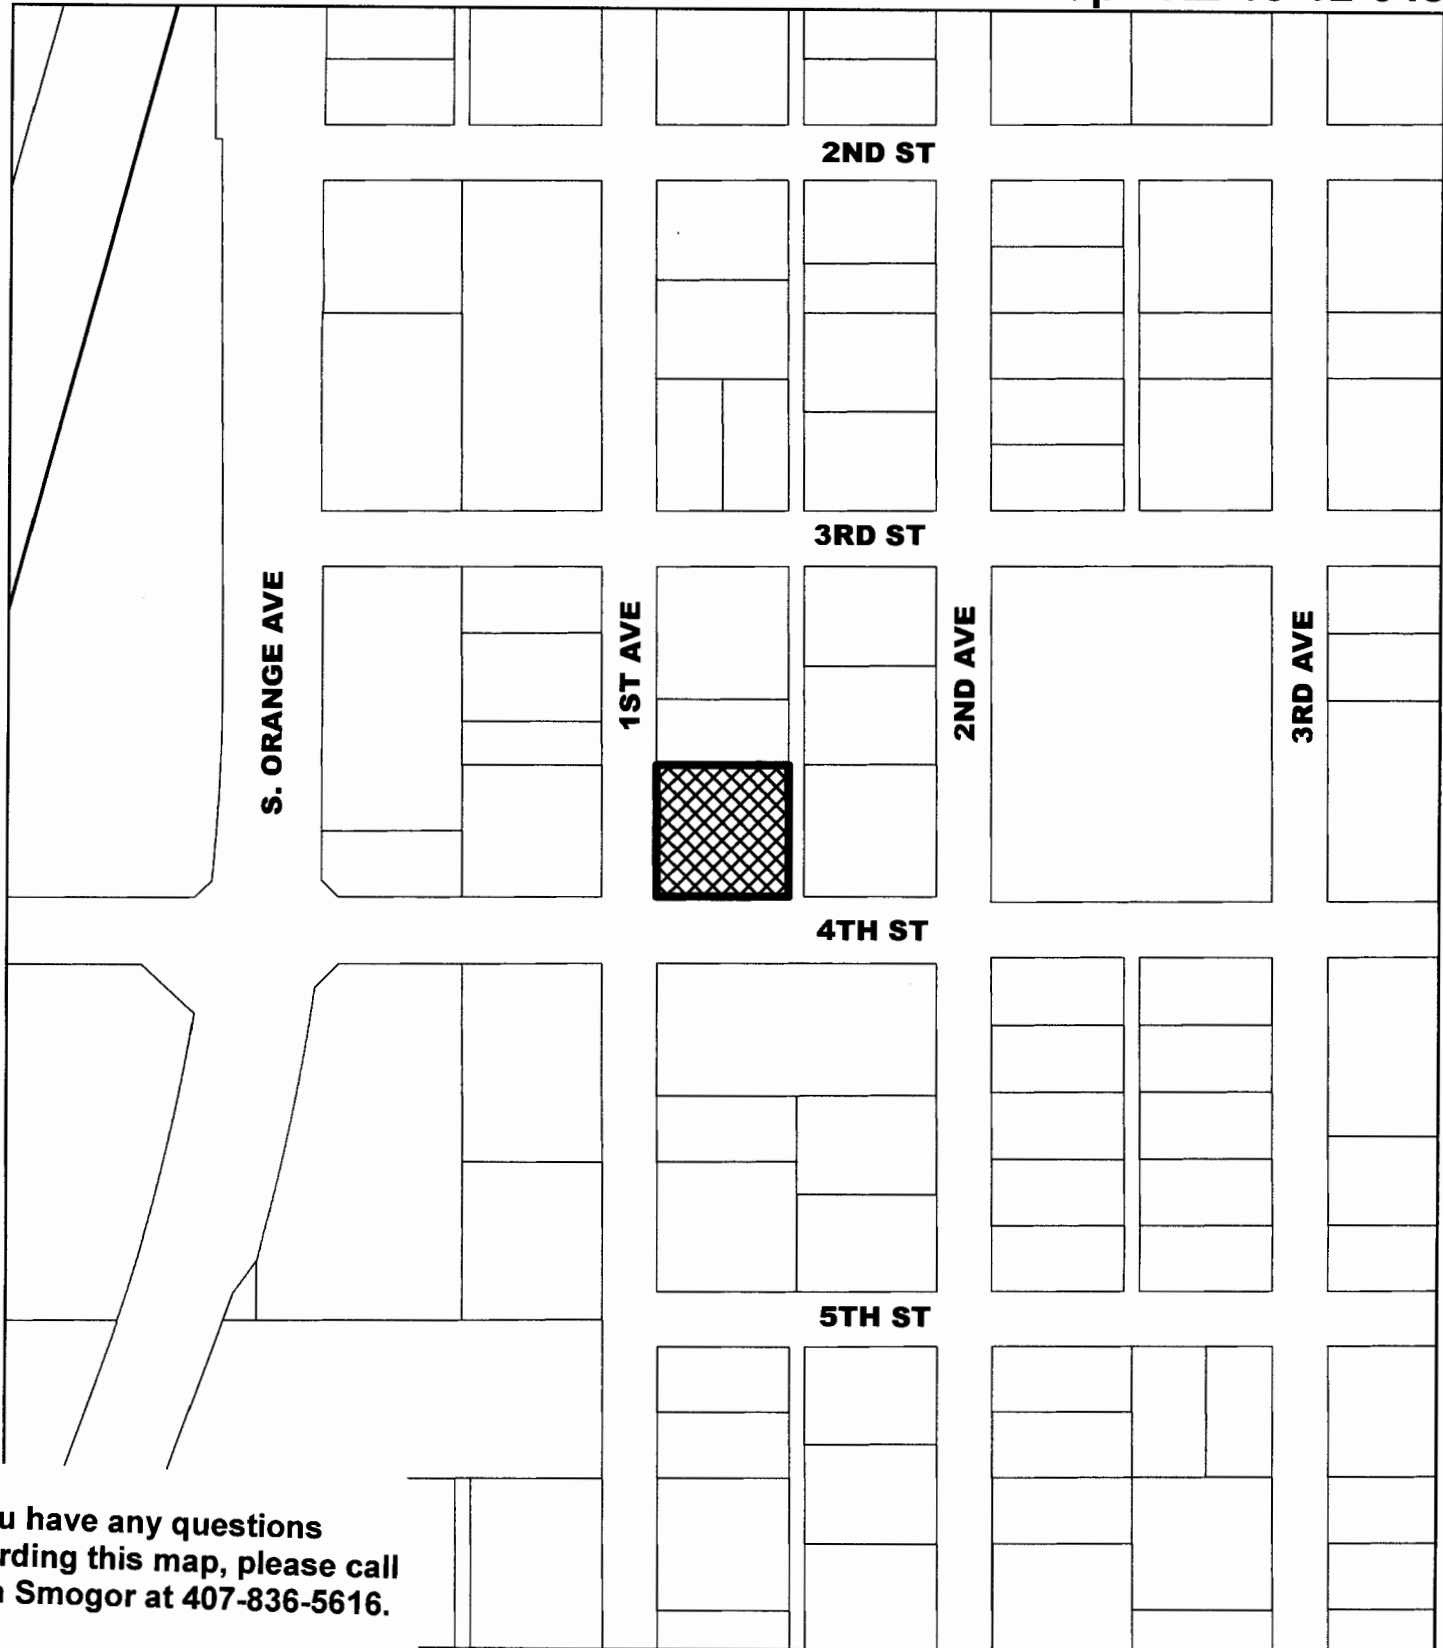 2ND ST
3RD ST
S. ORANGE AVE
1ST AVE
2ND AVE
3RD AVE
4TH ST
5TH ST
u have any questions
rding this map, please call
Smogor at 407-836-5616.